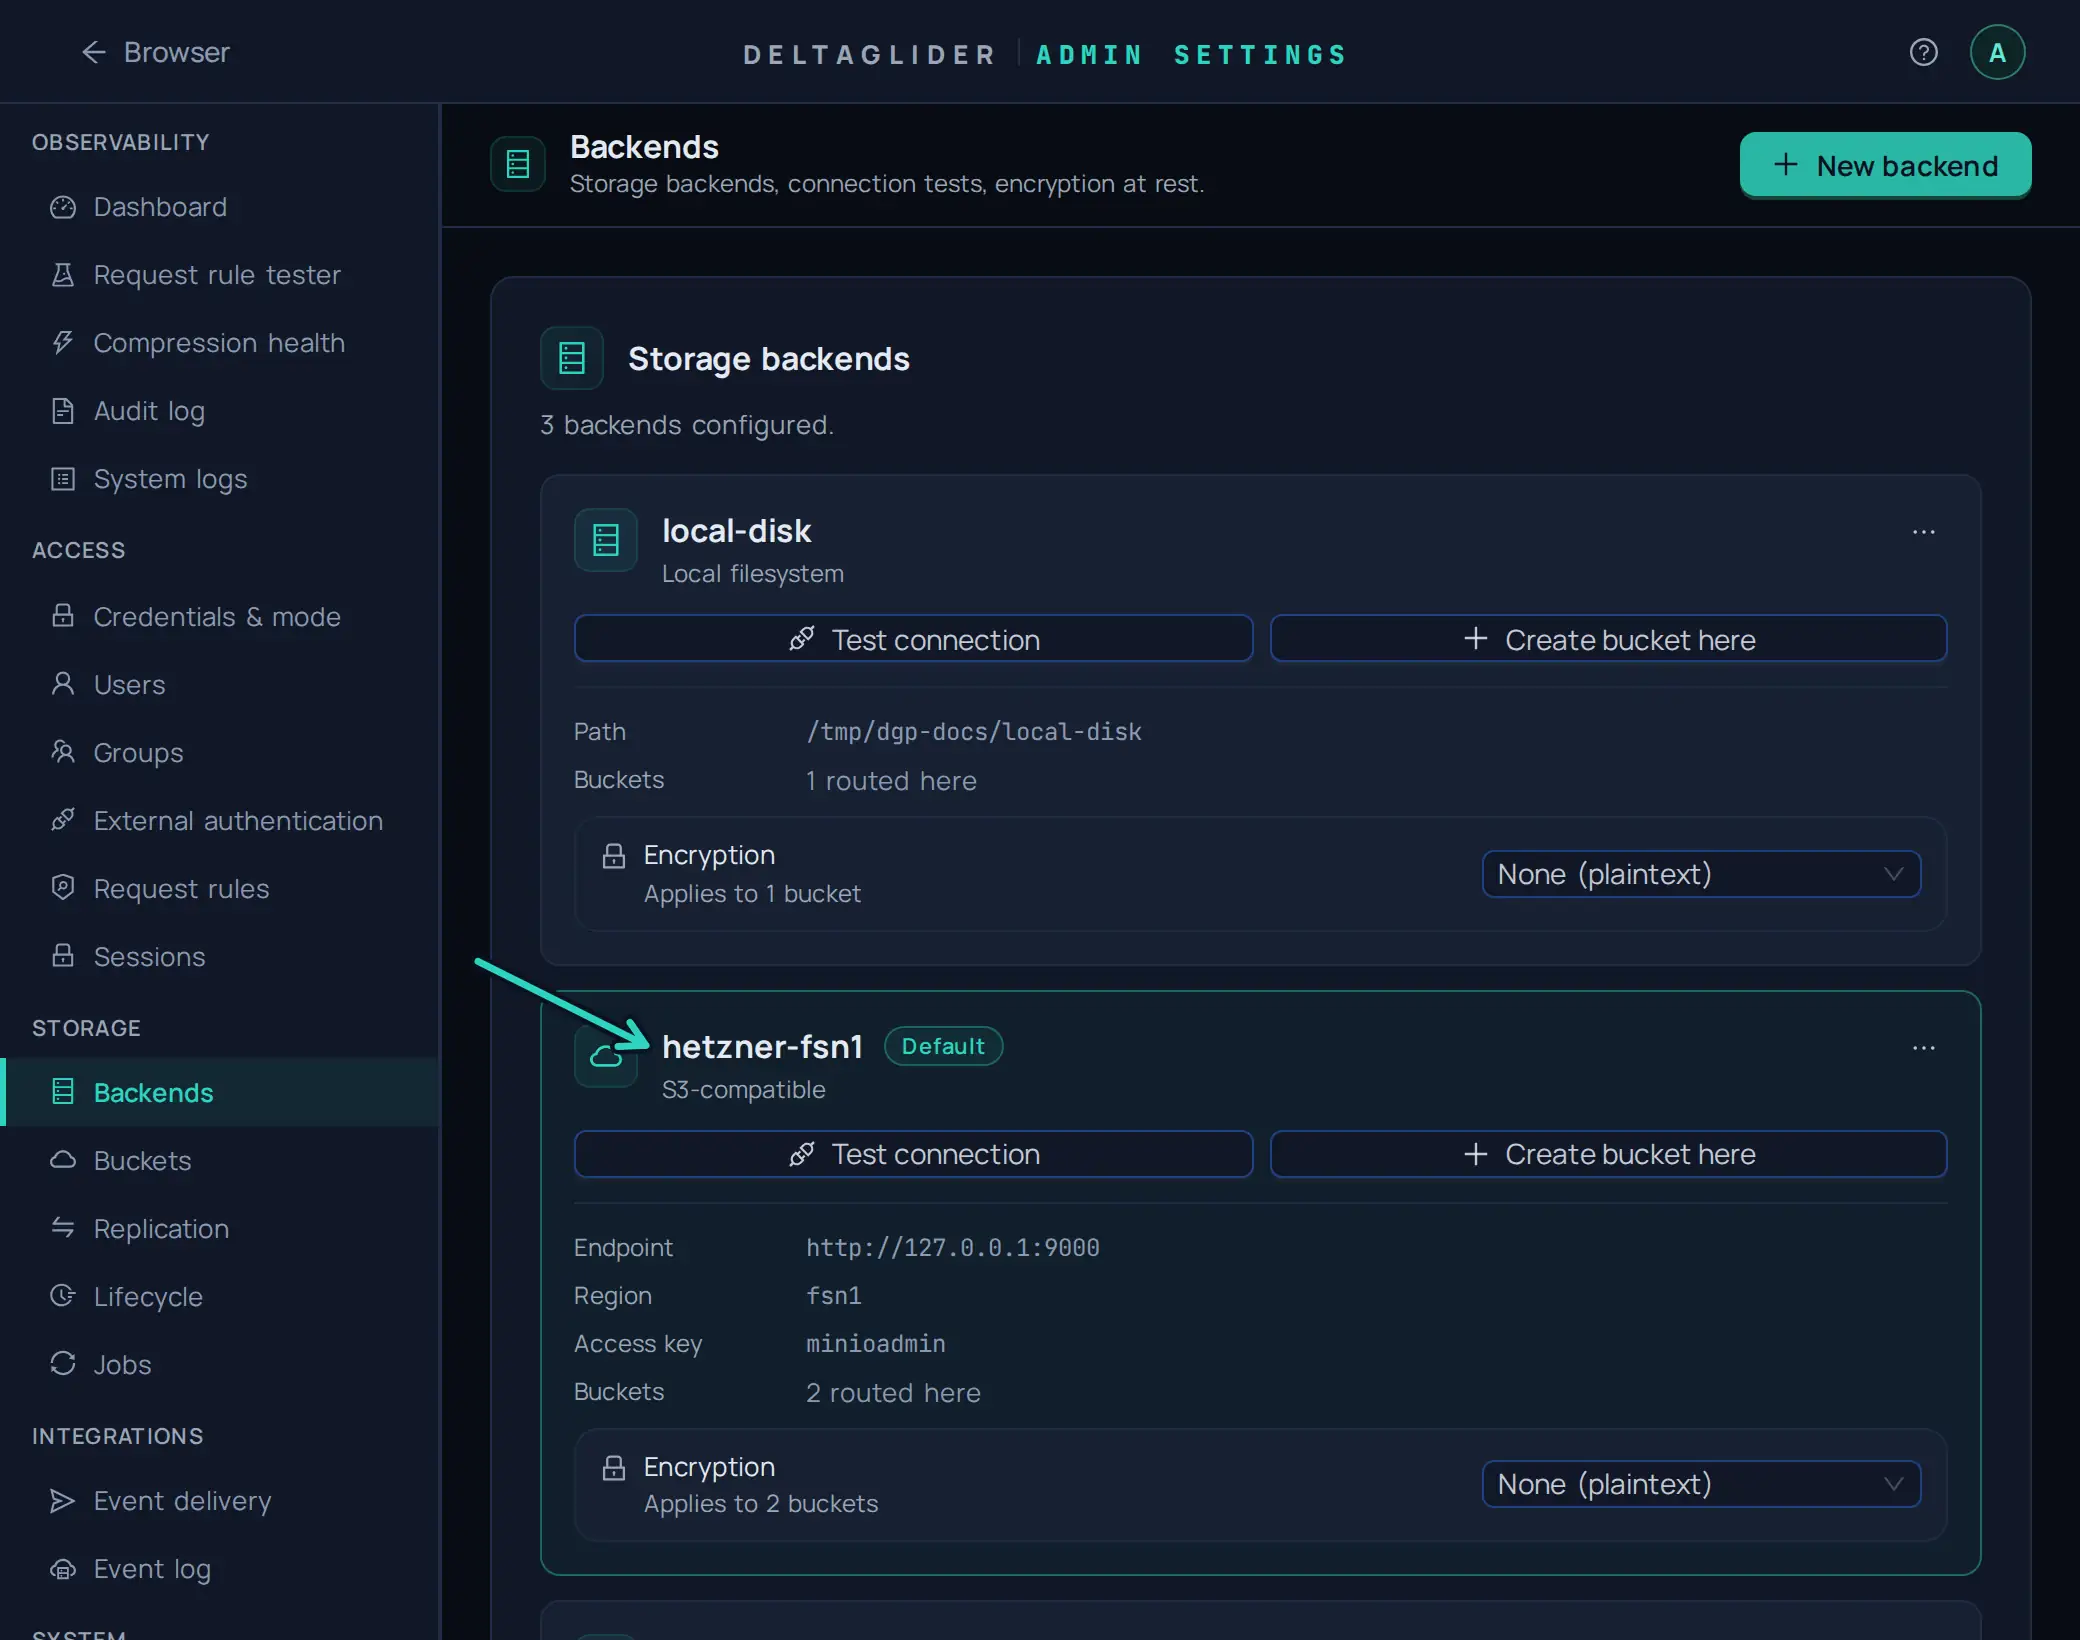 Browser
DELTAGLIDER ADMIN SETTINGS
A
OBSERVABILITY
Dashboard
Request rule tester
Compression health
Audit log
System logs
ACCESS
Credentials & mode
Users
Groups
External authentication
Request rules
Sessions
STORAGE
Backends
Buckets
Replication
Lifecycle
Jobs
INTEGRATIONS
Event delivery
Event log
SYSTEM
Backends
Storage backends, connection tests, encryption at rest.
New backend
Storage backends
3 backends configured.
local-disk
Local filesystem
Test connection
Create bucket here
Path /tmp/dgp-docs/local-disk
Buckets 1 routed here
Encryption
Applies to 1 bucket
None (plaintext)
hetzner-fsn1 Default
S3-compatible
Test connection
Create bucket here
Endpoint http://127.0.0.1:9000
Region fsn1
Access key minioadmin
Buckets 2 routed here
Encryption
Applies to 2 buckets
None (plaintext)